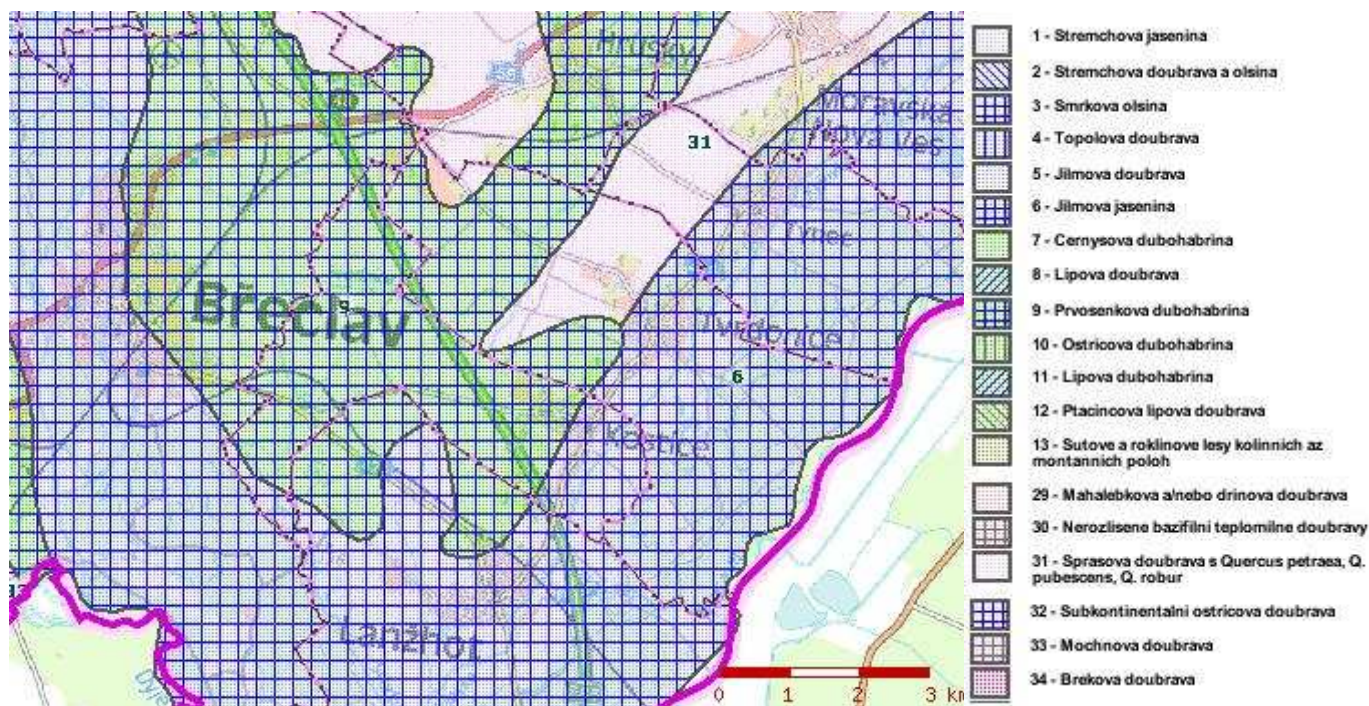 Hrušky
31
Moravská
Nová Ves
Týnec
Břeclav
9
Tvrdonice
6
Kostice
Lanžhot
0 1 2 3 km
1 - Stremchova jasenina
2 - Stremchova doubrava a olsina
3 - Smrkova olsina
4 - Topolova doubrava
5 - Jilmova doubrava
6 - Jilmova jasenina
7 - Cernysova dubohabrina
8 - Lipova doubrava
9 - Prvosenkova dubohabrina
10 - Ostricova dubohabrina
11 - Lipova dubohabrina
12 - Ptacincova lipova doubrava
13 - Sutove a roklinove lesy kolinnich az
montannich poloh
29 - Mahalebkova a/nebo drinova doubrava
30 - Nerozlisene bazifilni teplomilne doubravy
31 - Sprasova doubrava s Quercus petraea, Q.
pubescens, Q. robur
32 - Subkontinentalni ostricova doubrava
33 - Mochnova doubrava
34 - Brekova doubrava